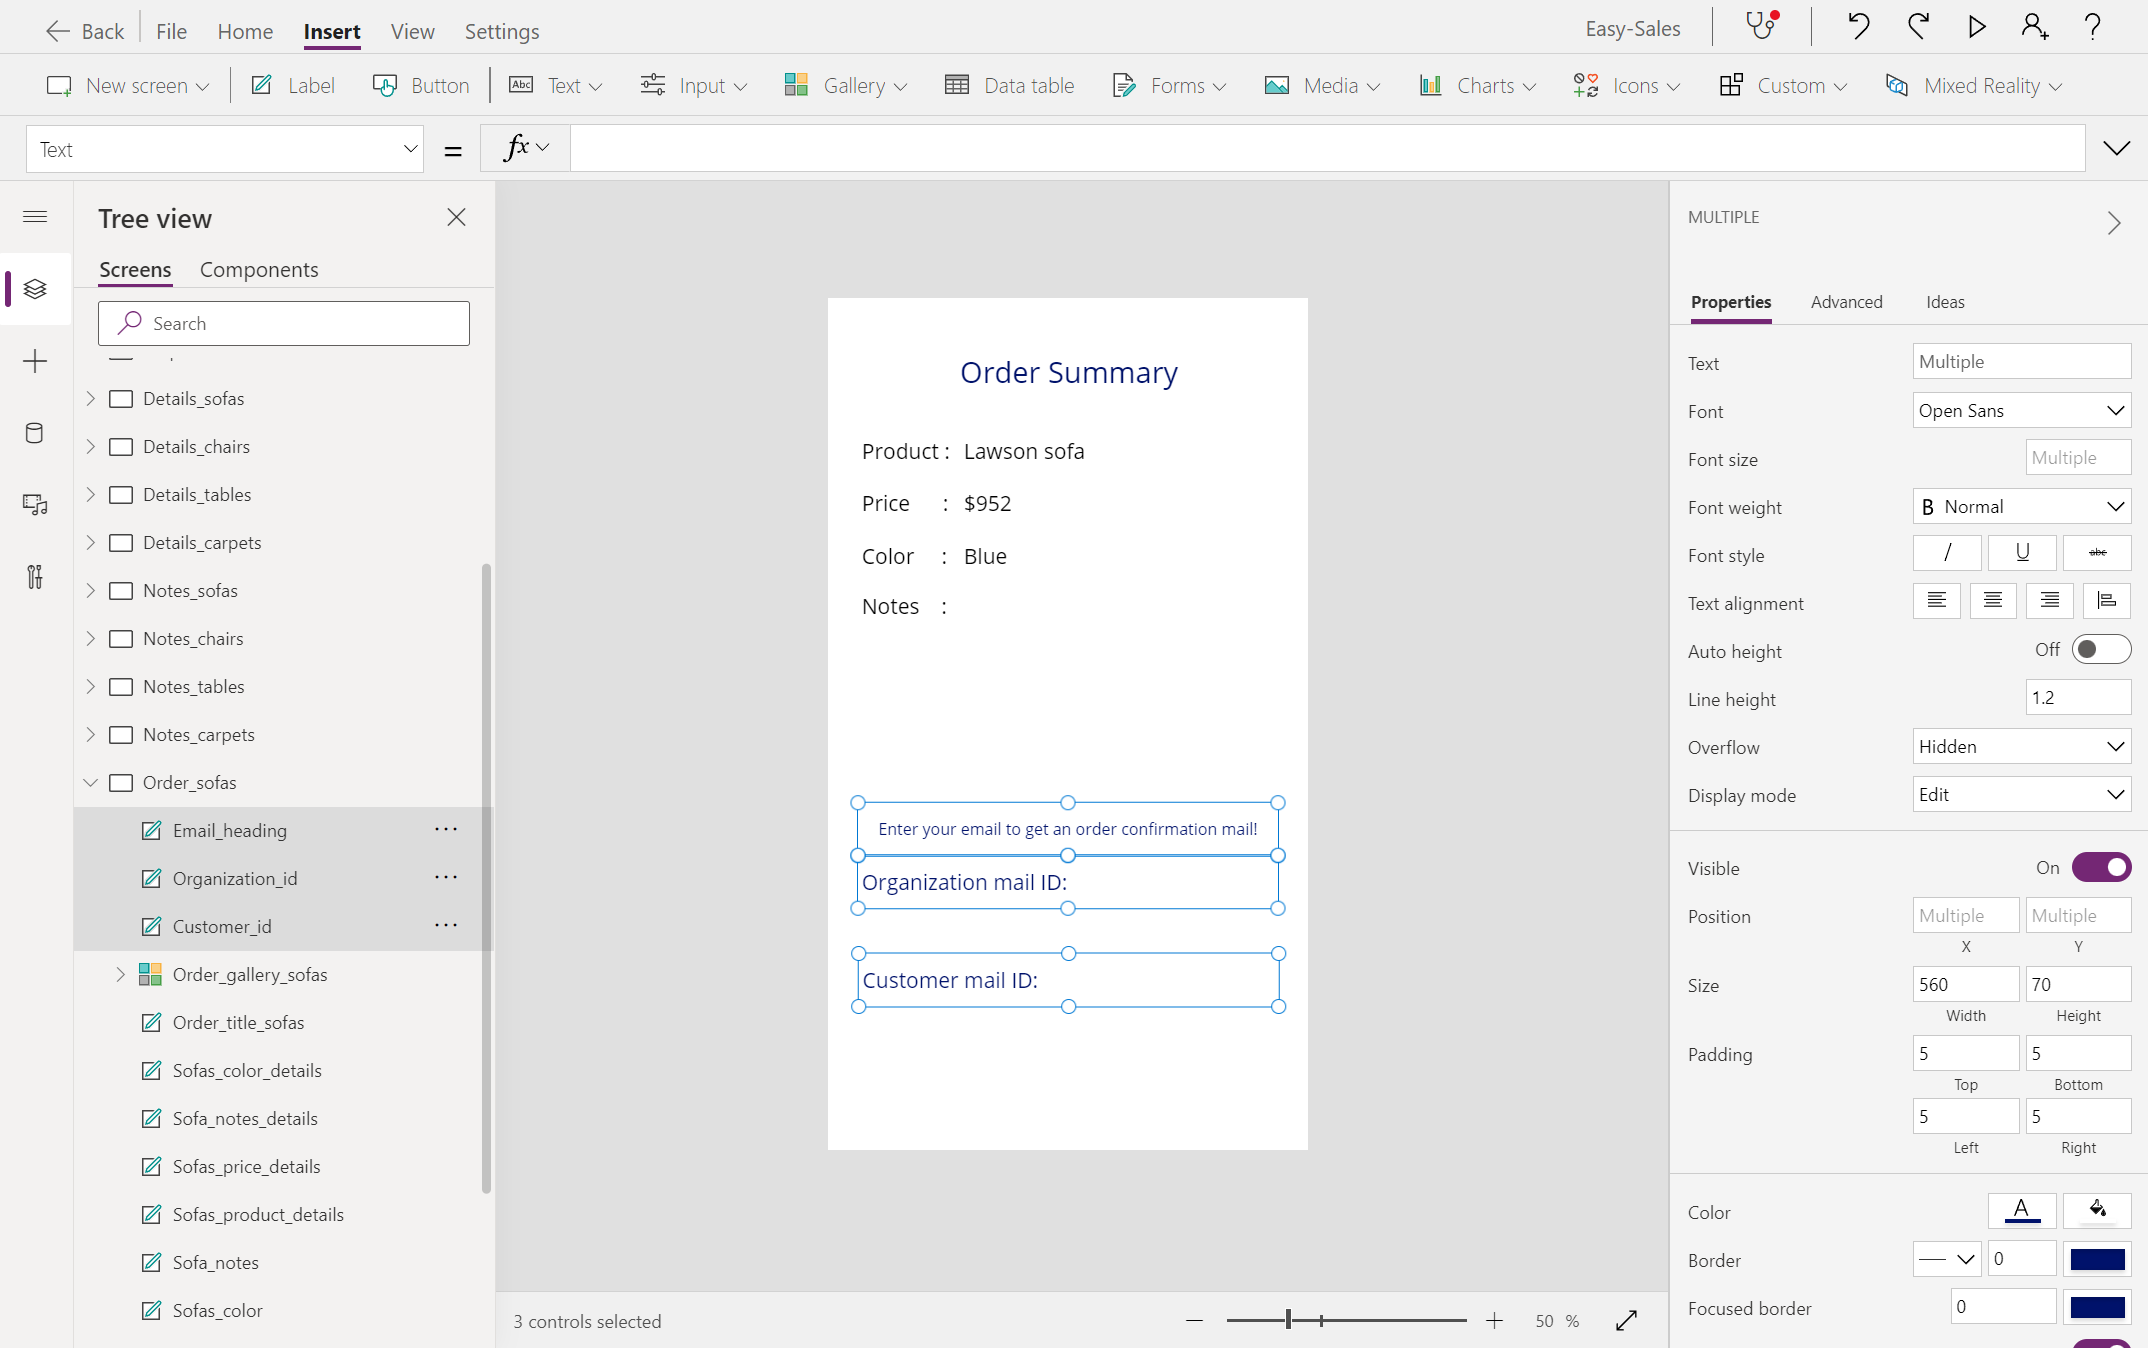 Back File Home Insert View Settings Easy-Sales
New screen Label Button Abc Text Input Gallery Data table Forms Media Charts Icons Custom Mixed Reality
Text = fx
Tree view
Screens Components
Search
Details_sofas
Details_chairs
Details_tables
Details_carpets
Notes_sofas
Notes_chairs
Notes_tables
Notes_carpets
Order_sofas
Email_heading ...
Organization_id ...
Customer_id ...
Order_gallery_sofas
Order_title_sofas
Sofas_color_details
Sofa_notes_details
Sofas_price_details
Sofas_product_details
Sofa_notes
Sofas_color
Order Summary
Product : Lawson sofa
Price : $952
Color : Blue
Notes :
Enter your email to get an order confirmation mail!
Organization mail ID:
Customer mail ID:
3 controls selected
50 %
MULTIPLE
Properties Advanced Ideas
Text Multiple
Font Open Sans
Font size Multiple
Font weight B Normal
Font style / U abc
Text alignment
Auto height Off
Line height 1.2
Overflow Hidden
Display mode Edit
Visible On
Position Multiple Multiple
X Y
Size 560 70
Width Height
Padding 5 5
Top Bottom
5 5
Left Right
Color A
Border 0
Focused border 0